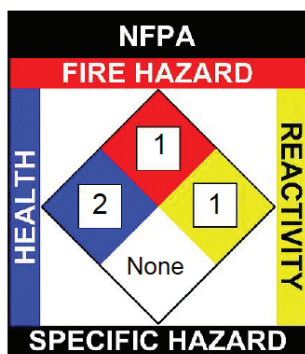 NFPA
FIRE HAZARD
HEALTH
1
2
1
None
REACTIVITY
SPECIFIC HAZARD